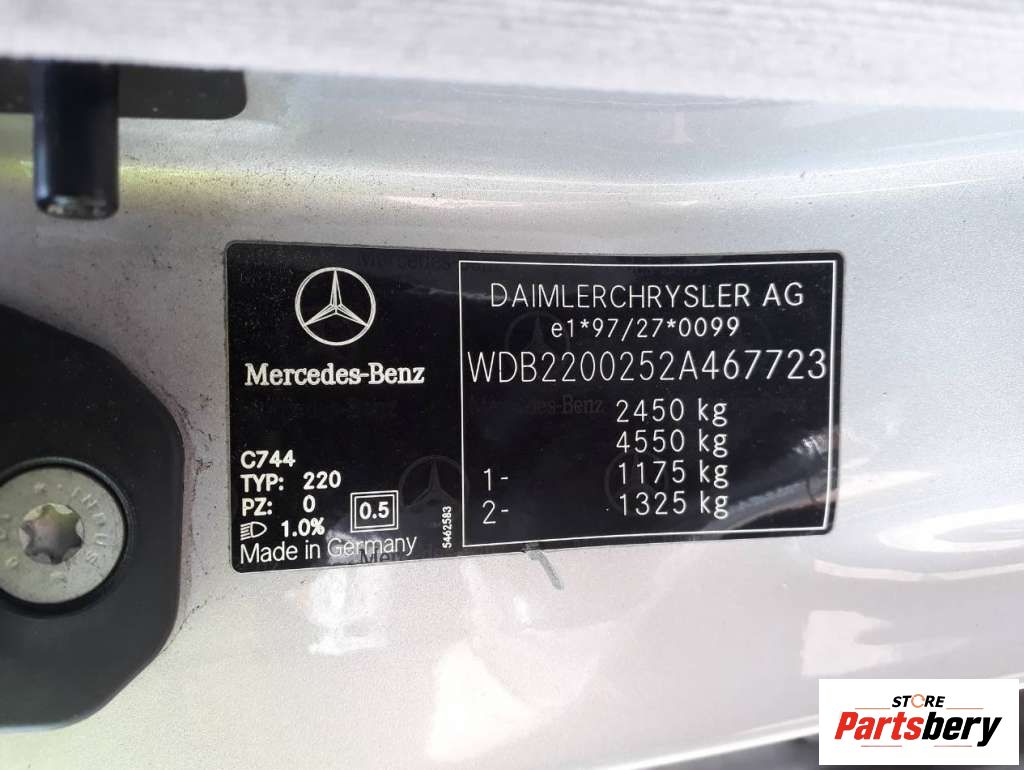 Mercedes-Benz
DAIMLERCHRYSLER AG
e1*97/27*0099
WDB2200252A467723
2450 kg
4550 kg
1- 1175 kg
2- 1325 kg
C744
TYP: 220
PZ: 0
1.0%
0.5
Made in Germany
5462583
STORE
Partsbery